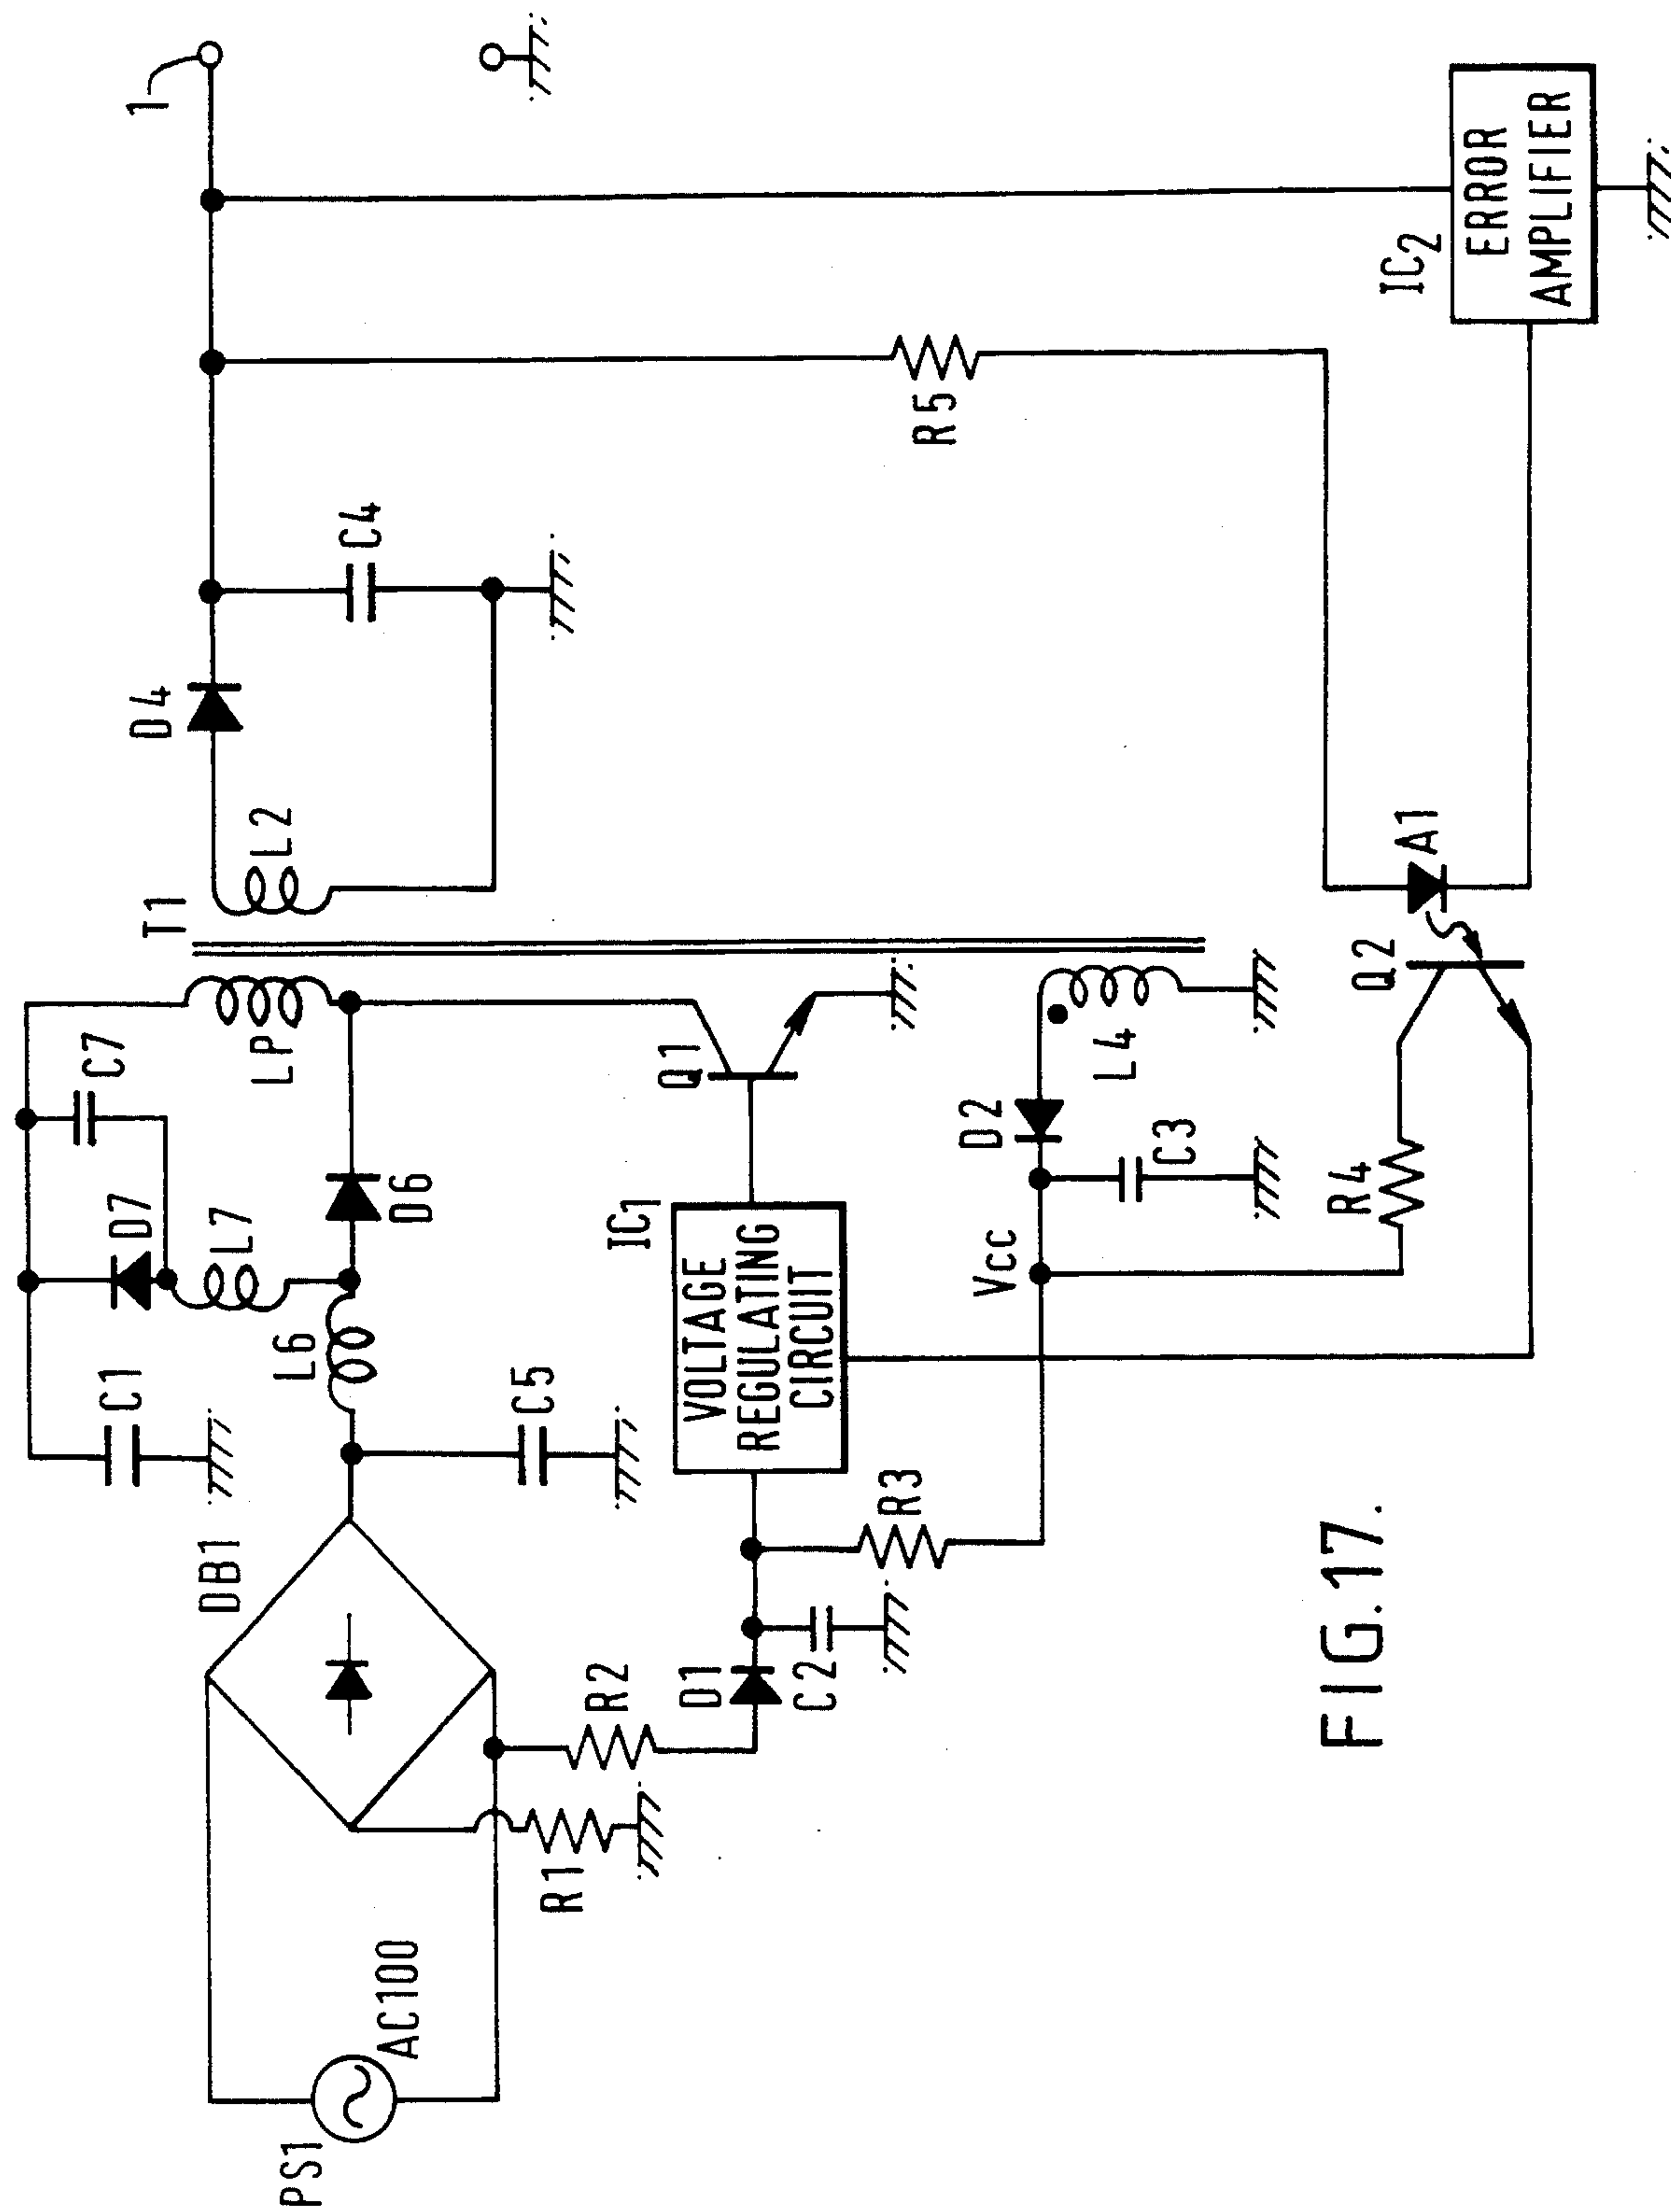 PS1
AC100
DB1
R1
R2
D1
C2
R3
C1
C5
L6
D7
L7
C7
D6
LP
T1
L2
D4
C4
1
IC1
VOLTAGE
REGULATING
CIRCUIT
Q1
Vcc
D2
C3
L4
R4
Q2
A1
R5
IC2
ERROR
AMPLIFIER
FIG.17.